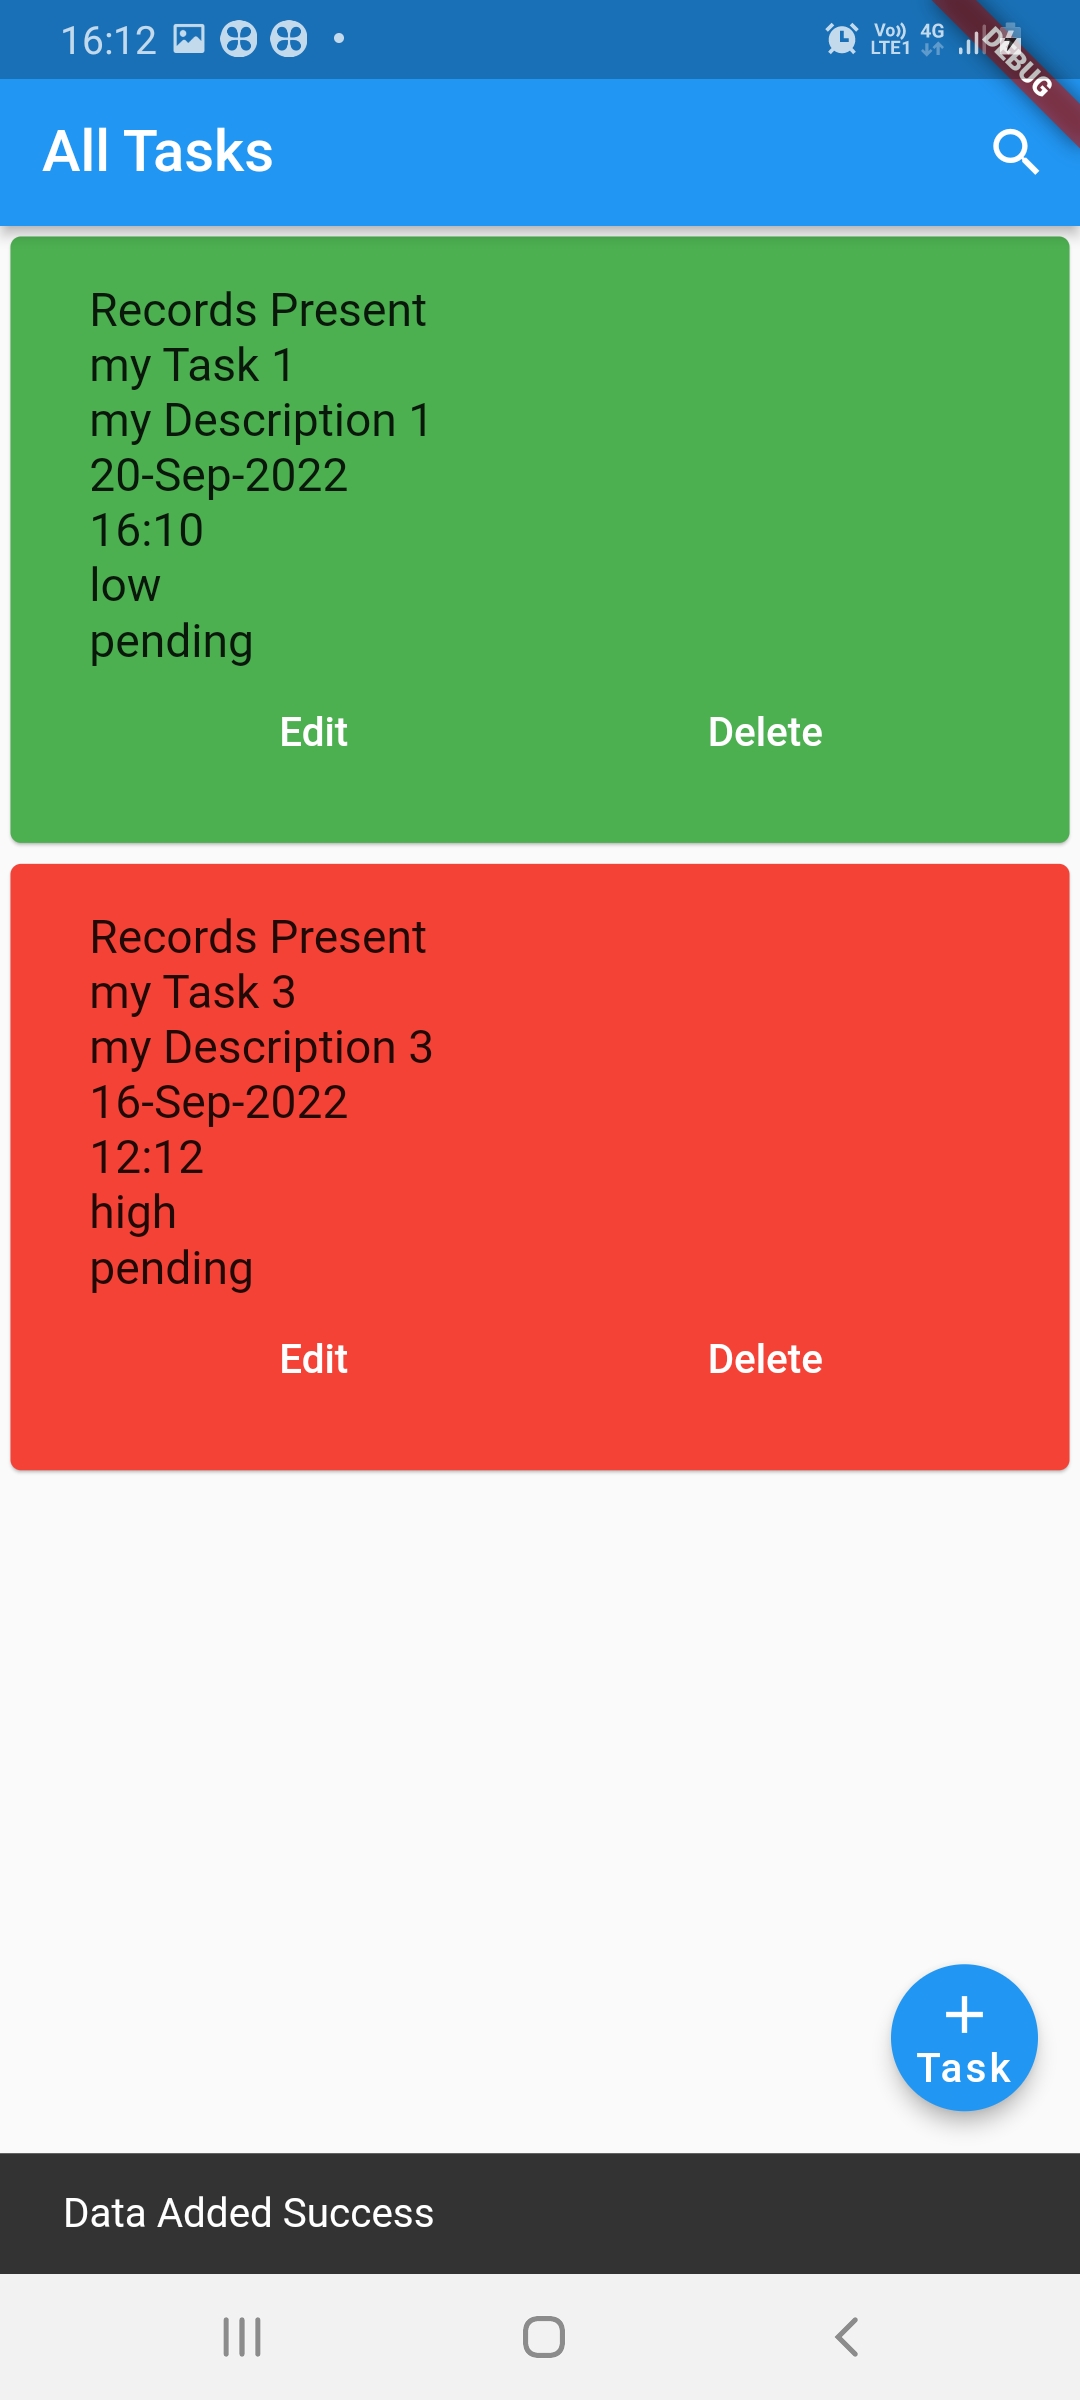 16:12
Vo))
LTE1
4G
DEBUG
All Tasks
Records Present
my Task 1
my Description 1
20-Sep-2022
16:10
low
pending
Edit
Delete
Records Present
my Task 3
my Description 3
16-Sep-2022
12:12
high
pending
Edit
Delete
Task
Data Added Success